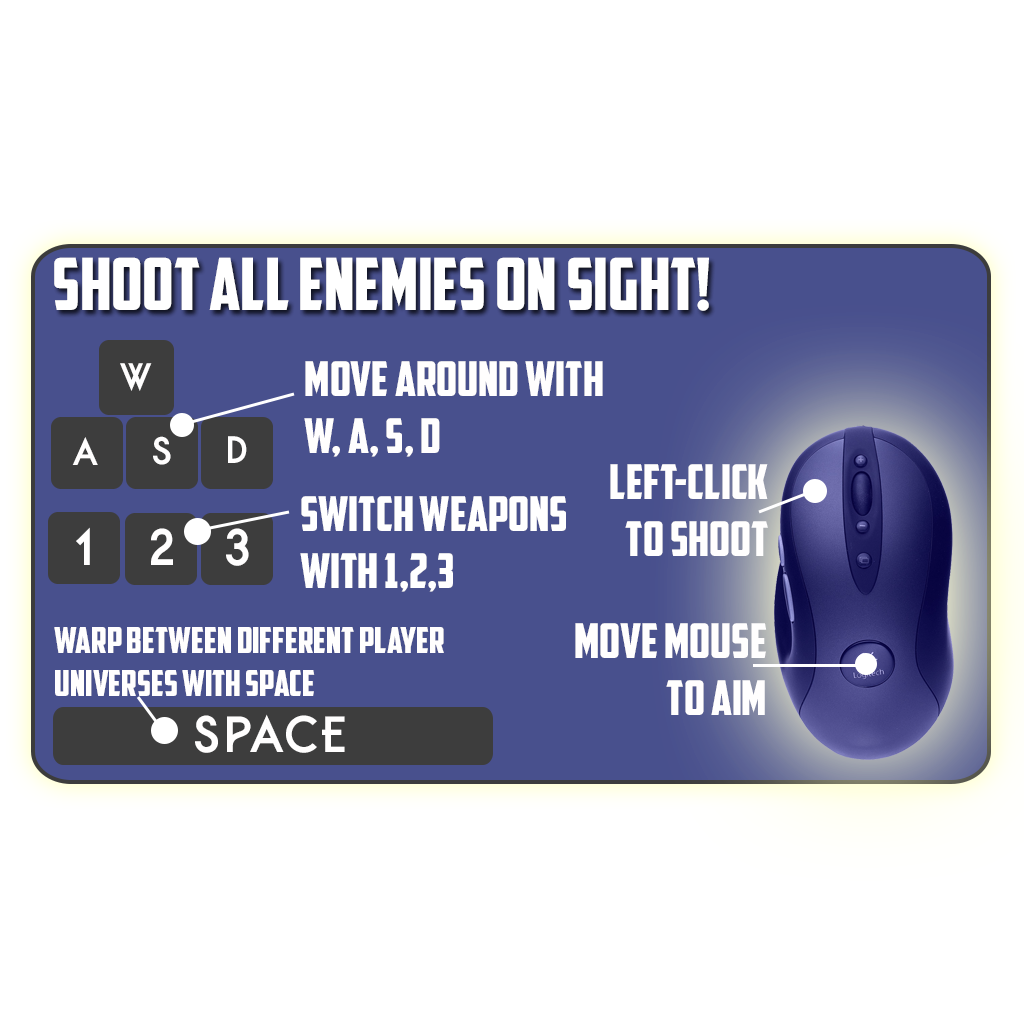 SHOOT ALL ENEMIES ON SIGHT!
W
A S D
MOVE AROUND WITH
W, A, S, D
1 2 3
SWITCH WEAPONS
WITH 1,2,3
WARP BETWEEN DIFFERENT PLAYER
UNIVERSES WITH SPACE
SPACE
LEFT-CLICK
TO SHOOT
MOVE MOUSE
TO AIM
Logitech